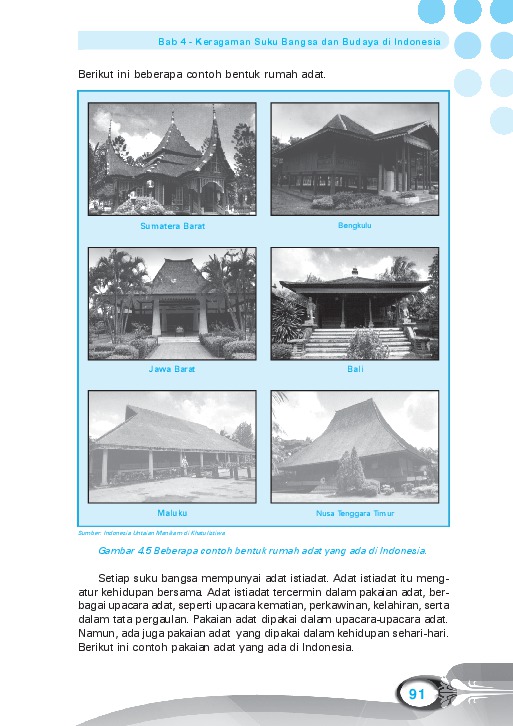 Bab 4 - Keragaman Suku Bangsa dan Budaya di Indonesia
Berikut ini beberapa contoh bentuk rumah adat.
Sumatera Barat
Bengkulu
Jawa Barat
Bali
Maluku
Nusa Tenggara Timur
Sumber: Indonesia Untaian Manikam di Khatulistiwa
Gambar 4.5 Beberapa contoh bentuk rumah adat yang ada di Indonesia.
Setiap suku bangsa mempunyai adat istiadat. Adat istiadat itu meng-
atur kehidupan bersama. Adat istiadat tercermin dalam pakaian adat, ber-
bagai upacara adat, seperti upacara kematian, perkawinan, kelahiran, serta
dalam tata pergaulan. Pakaian adat dipakai dalam upacara-upacara adat.
Namun, ada juga pakaian adat yang dipakai dalam kehidupan sehari-hari.
Berikut ini contoh pakaian adat yang ada di Indonesia.
91